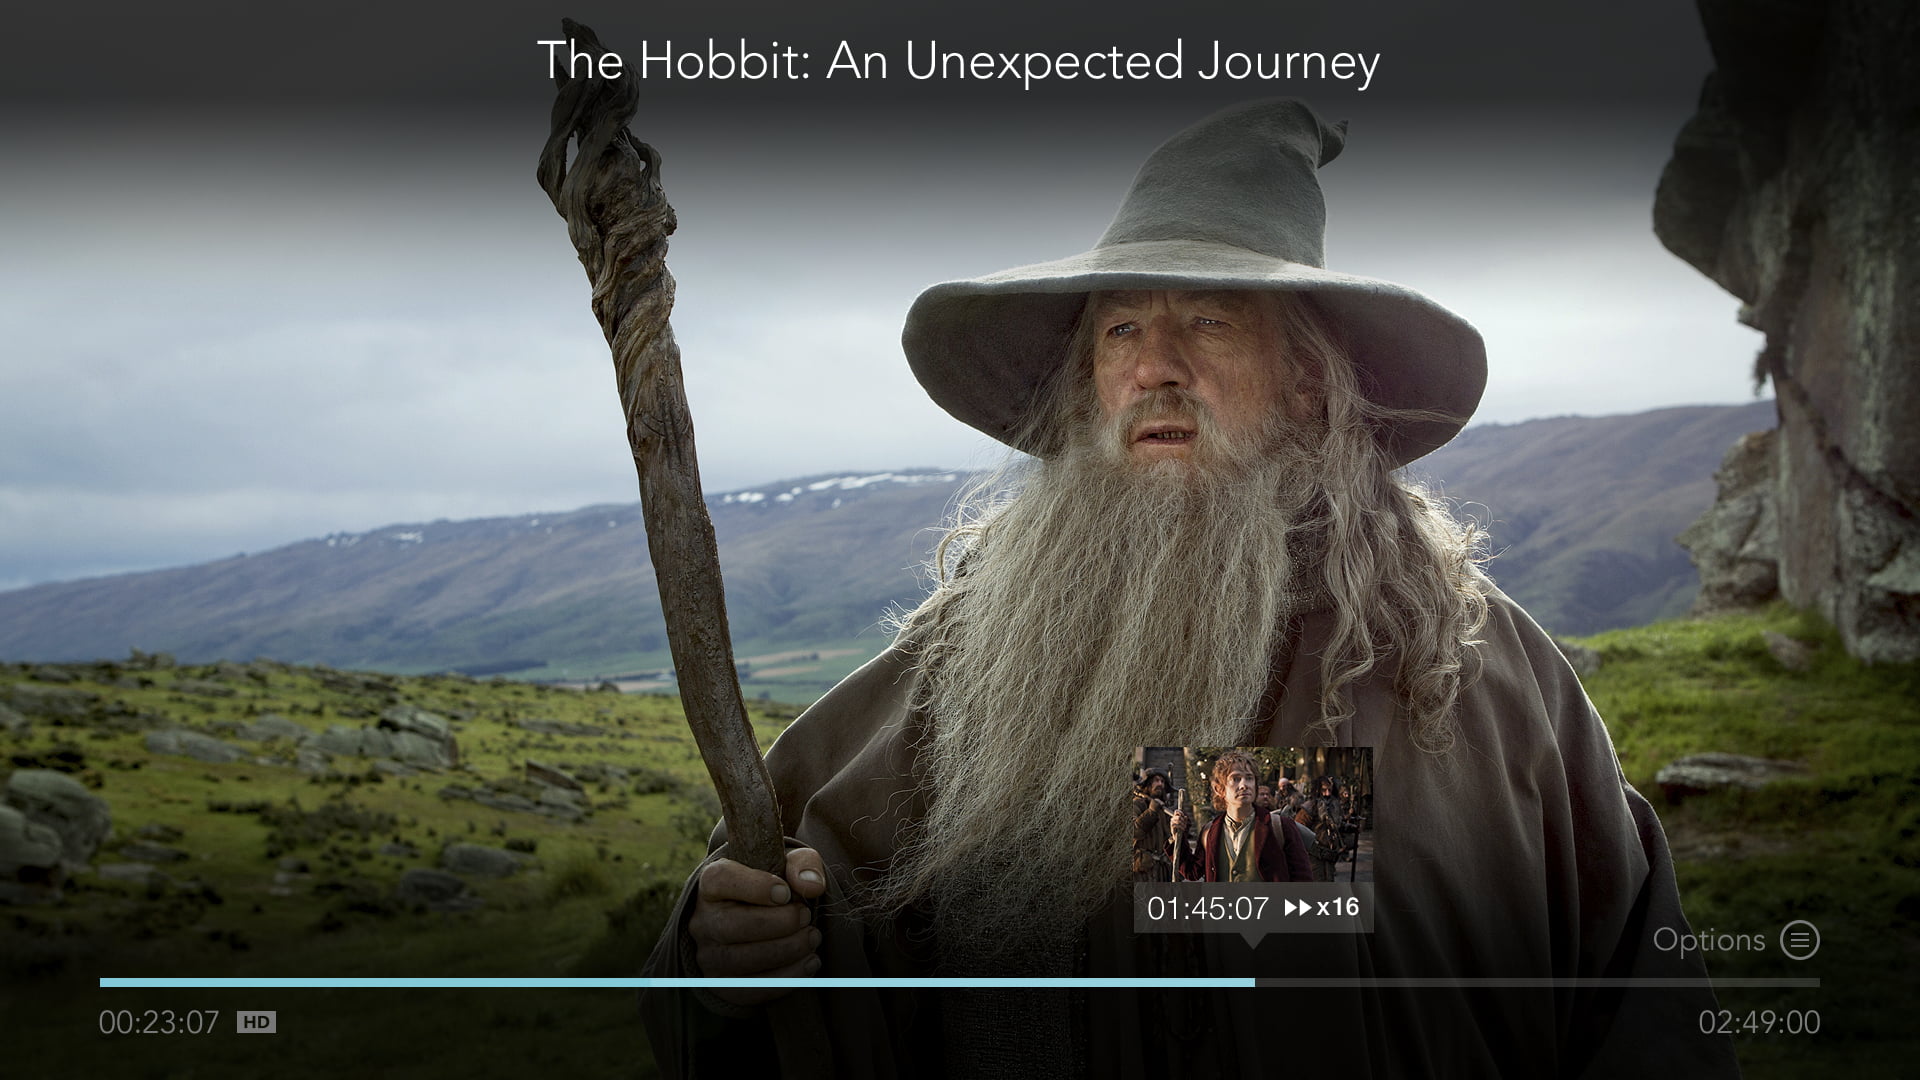 The Hobbit: An Unexpected Journey
01:45:07 x16
Options
00:23:07 HD
02:49:00